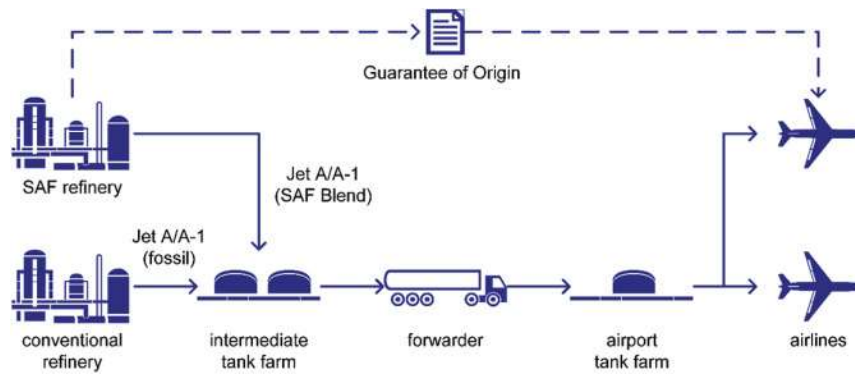 Guarantee of Origin
SAF refinery
Jet A/A-1
(SAF Blend)
Jet A/A-1
(fossil)
conventional
refinery
intermediate
tank farm
forwarder
airport
tank farm
airlines